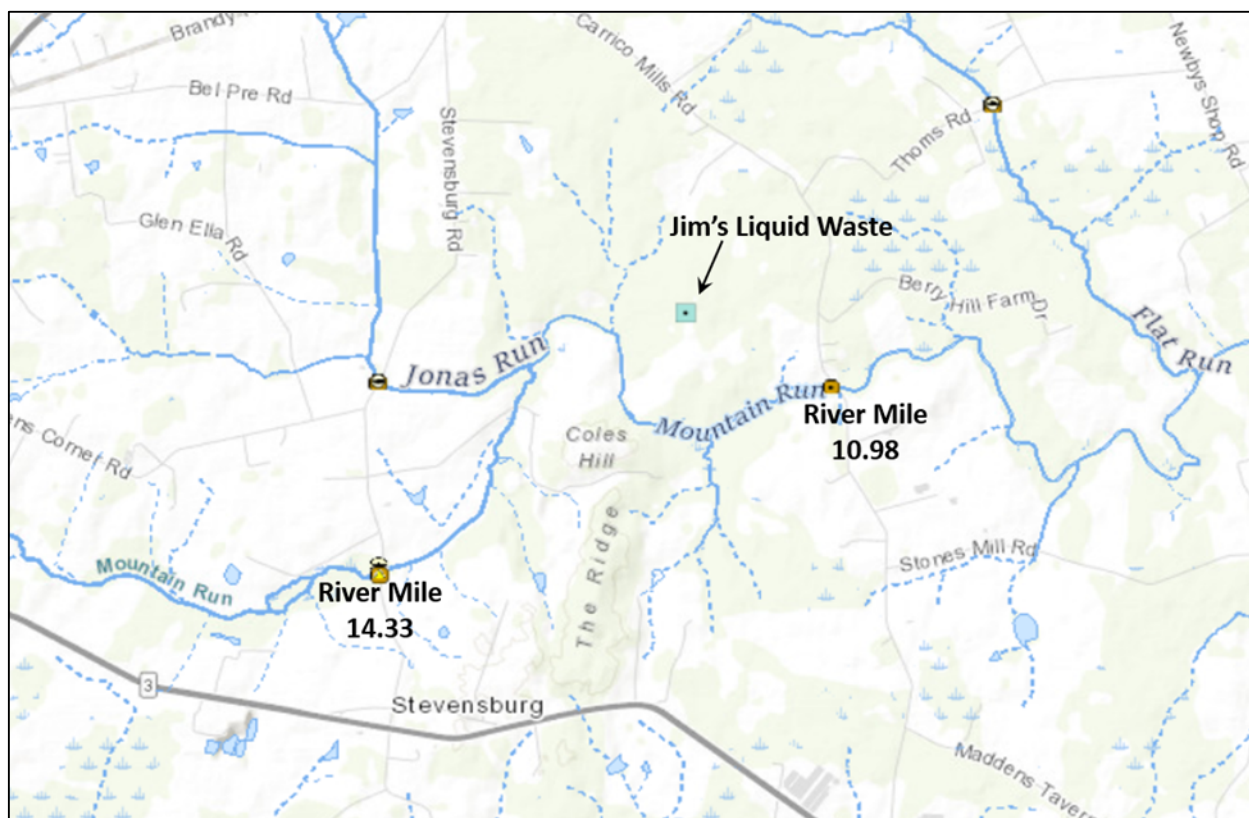 Brandy
Carrico Mills Rd
Newbys Shop Rd
Bel Pre Rd
Stevensburg Rd
Thoms Rd
Glen Ella Rd
Jim's Liquid Waste
Berry Hill Farm Dr
Flat Run
Jonas Run
Mountain Run
River Mile
10.98
Coles
Hill
ens Corner Rd
The Ridge
Stones Mill Rd
Mountain Run
River Mile
14.33
3
Stevensburg
Maddens Tavern